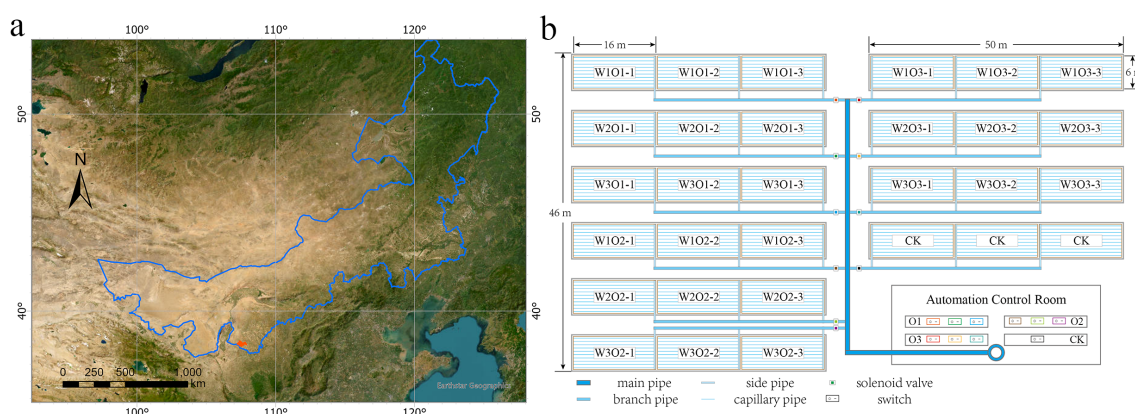 a
100° 110° 120°
50° 50°
N
40° 40°
0 250 500 1,000
km
Earthstar Geographics
100° 110° 120°
b
16 m 50 m
W1O1-1 W1O1-2 W1O1-3 W1O3-1 W1O3-2 W1O3-3 6 m
W2O1-1 W2O1-2 W2O1-3 W2O3-1 W2O3-2 W2O3-3
W3O1-1 W3O1-2 W3O1-3 W3O3-1 W3O3-2 W3O3-3
46 m
W1O2-1 W1O2-2 W1O2-3 CK CK CK
W2O2-1 W2O2-2 W2O2-3
Automation Control Room
O1 O2
O3 CK
W3O2-1 W3O2-2 W3O2-3
main pipe side pipe solenoid valve
branch pipe capillary pipe switch